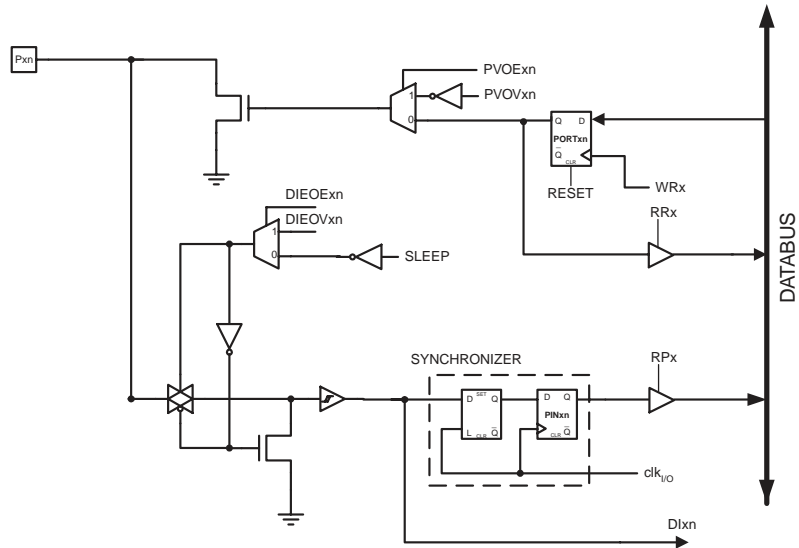 Pxn
PVOExn
PVOVxn
1
0
Q D
PORTxn
Q
CLR
RESET
WRx
RRx
DIEOExn
DIEOVxn
1
0
SLEEP
DATABUS
SYNCHRONIZER
RPx
D SET Q
L CLR Q
D Q
PINxn
CLR Q
clkI/O
DIxn